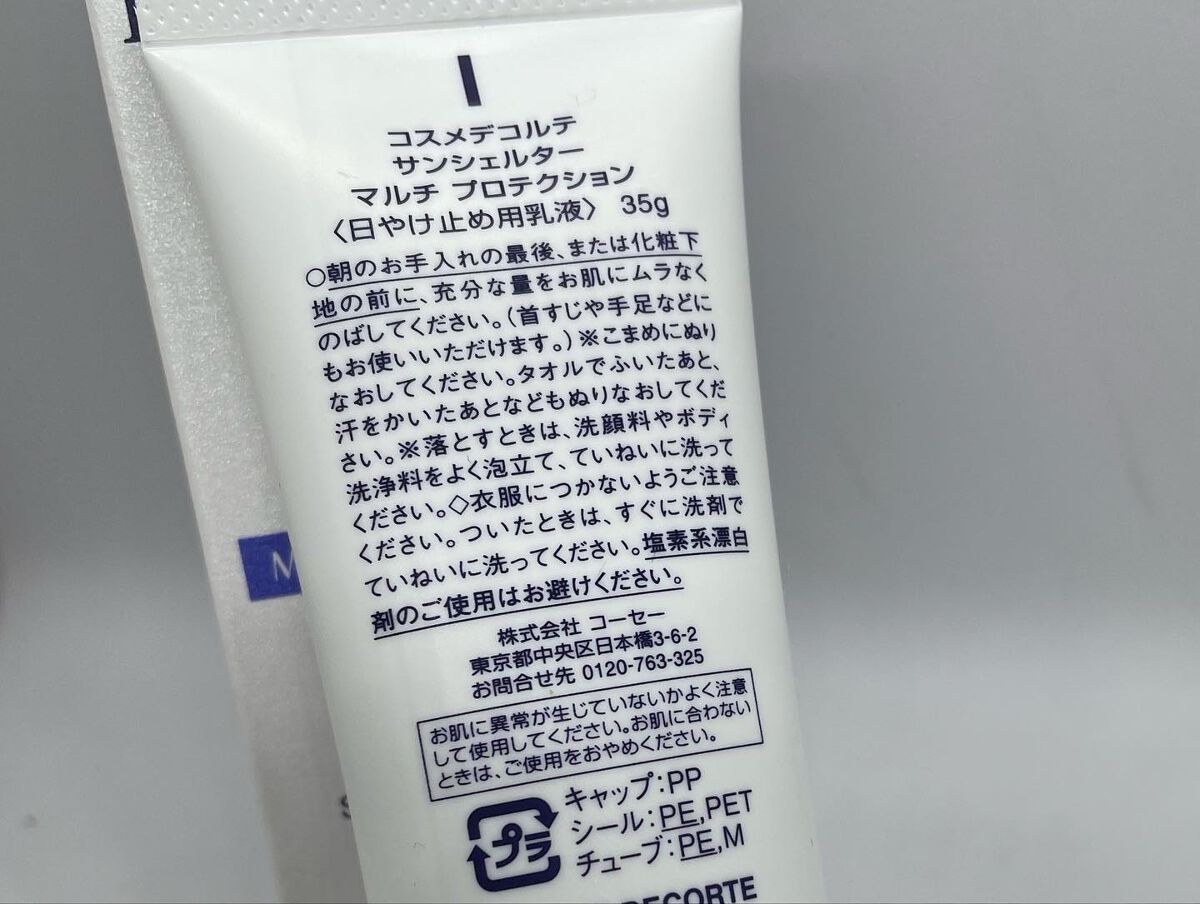 コスメデコルテ
サンシェルター
マルチ プロテクション
〈日やけ止め用乳液〉 35g
○朝のお手入れの最後、または化粧下
地の前に、充分な量をお肌にムラなく
のばしてください。(首すじや手足などに
もお使いいただけます。)※こまめにぬり
なおしてください。タオルでふいたあと、
汗をかいたあとなどもぬりなおしてくだ
さい。※落とすときは、洗顔料やボディ
洗浄料をよく泡立て、ていねいに洗って
ください。◇衣服につかないようご注意
ください。ついたときは、すぐに洗剤で
ていねいに洗ってください。塩素系漂白
剤のご使用はお避けください。
株式会社 コーセー
東京都中央区日本橋3-6-2
お問合せ先 0120-763-325
お肌に異常が生じていないかよく注意
して使用してください。お肌に合わない
ときは、ご使用をおやめください。
プラ
キャップ:PP
シール:PE,PET
チューブ:PE,M
DECORTE
M
S